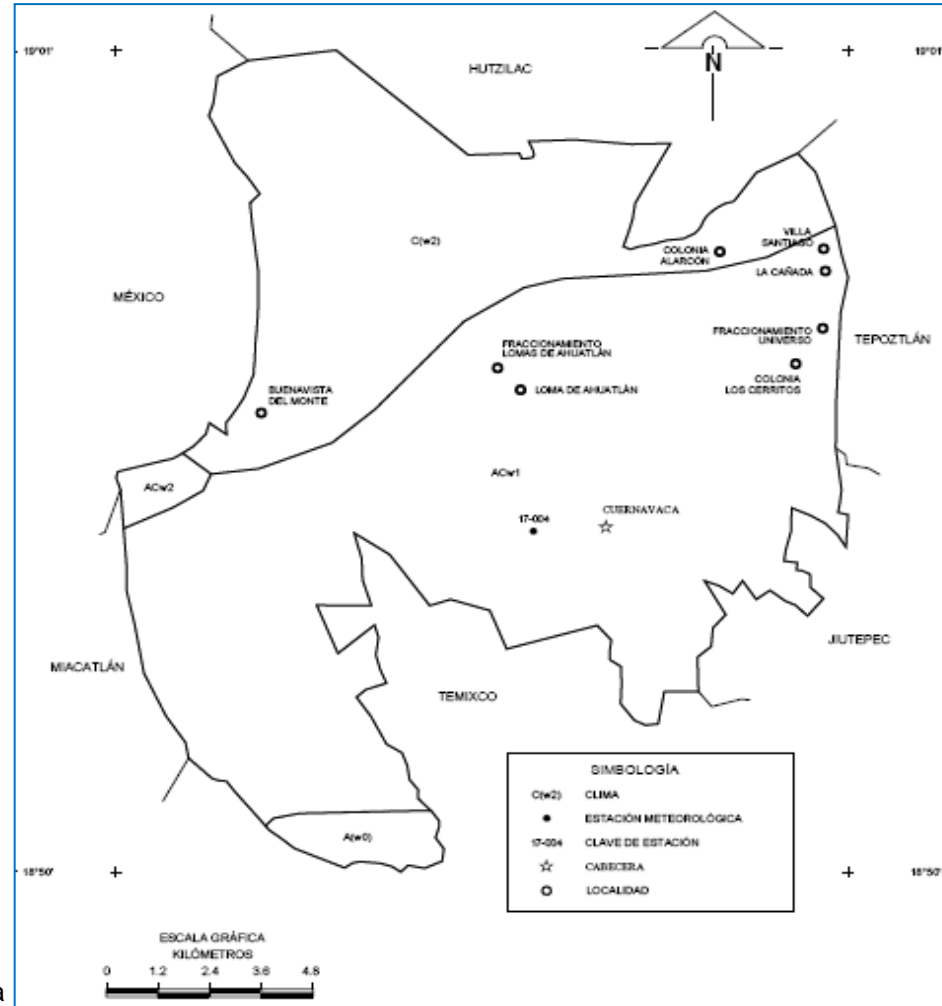 19°01'
19°01'
HUTZILAC
N
C(w2)
COLONIA
ALARCÓN
VILLA
SANTIAGO
LA CAÑADA
MÉXICO
FRACCIONAMIENTO
UNIVERSO
TEPOZTLÁN
FRACCIONAMIENTO
LOMAS DE AHUATLÁN
LOMA DE AHUATLÁN
COLONIA
LOS CERRITOS
BUENAVISTA
DEL MONTE
ACw2
ACw1
17-004
CUERNAVACA
JIUTEPEC
MIACATLÁN
TEMIXCO
A(w0)
SIMBOLOGÍA
C(w2) CLIMA
ESTACIÓN METEOROLÓGICA
17-004 CLAVE DE ESTACIÓN
CABECERA
LOCALIDAD
18°50'
18°50'
ESCALA GRÁFICA
KILÓMETROS
0 1.2 2.4 3.6 4.8
a